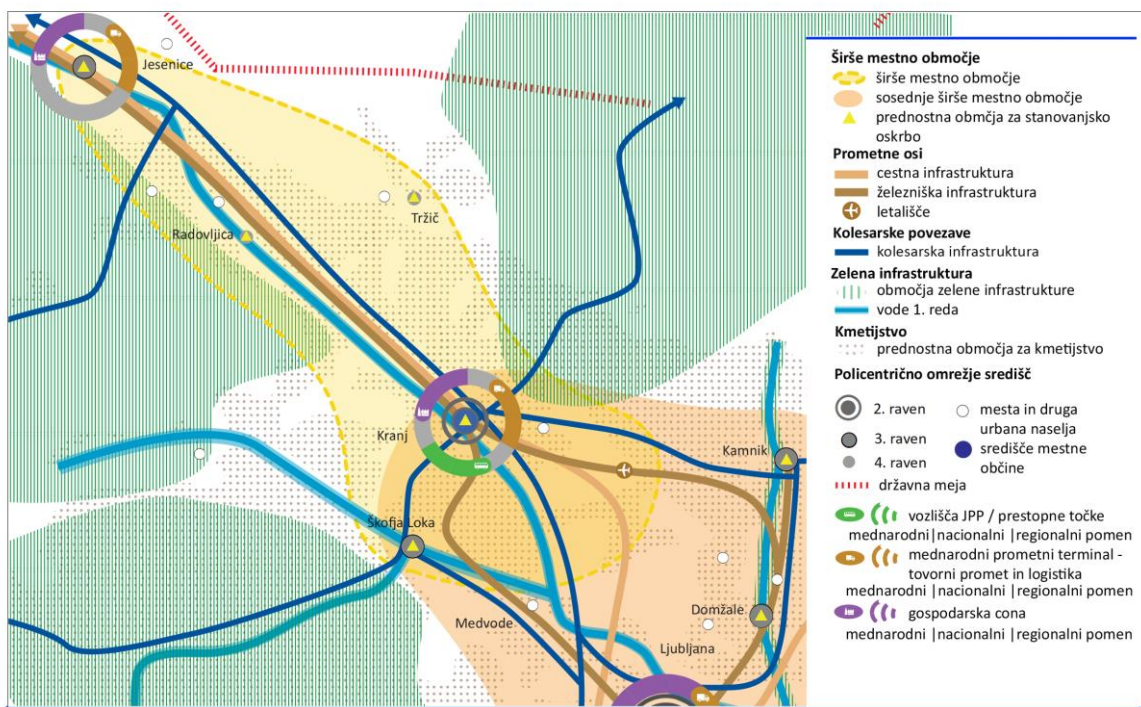 Jesenice
Tržič
Radovljica
Kranj
Kamnik
Škofja Loka
Domžale
Medvode
Ljubljana
Širše mestno območje
širše mestno območje
sosednje širše mestno območje
prednostna obmčja za stanovanjsko
oskrbo
Prometne osi
cestna infrastruktura
železniška infrastruktura
letališče
Kolesarske povezave
kolesarska infrastruktura
Zelena infrastruktura
območja zelene infrastrukture
vode 1. reda
Kmetijstvo
prednostna območja za kmetijstvo
Policentrično omrežje središč
2. raven
3. raven
4. raven
mesta in druga
urbana naselja
središče mestne
občine
državna meja
vozlišča JPP / prestopne točke
mednarodni|nacionalni |regionalni pomen
mednarodni prometni terminal -
tovorni promet in logistika
mednarodni |nacionalni |regionalni pomen
gospodarska cona
mednarodni |nacionalni |regionalni pomen